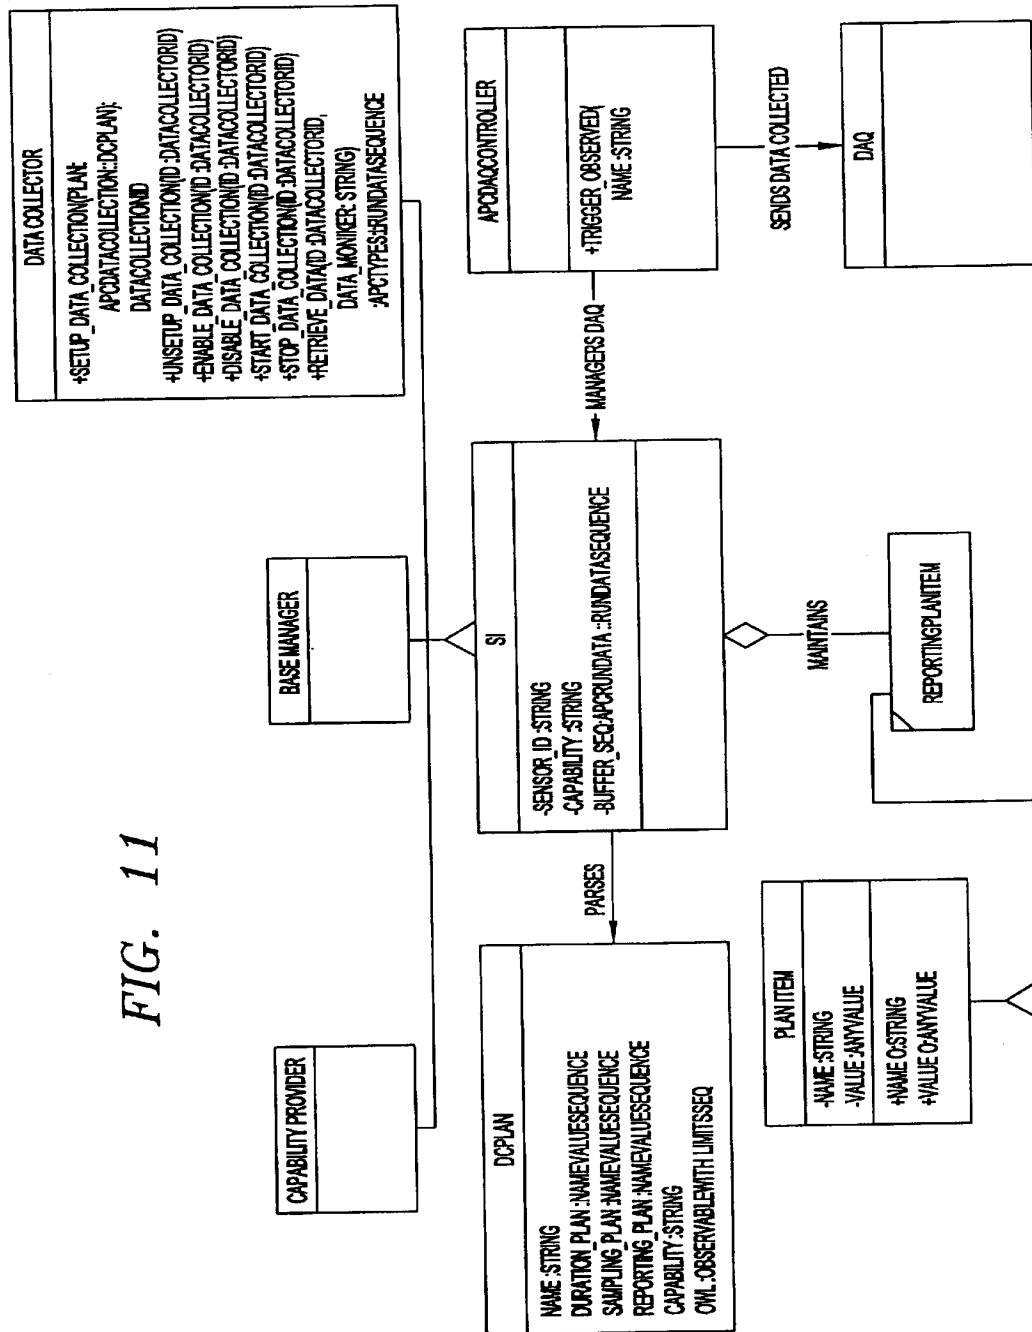 FIG. 11
CAPABILITY PROVIDER
BASE MANAGER
DATA COLLECTOR
+SETUP_DATA_COLLECTION(PLAN:
APCDATACOLLECTION::DCPLAN);
DATACOLLECTIONID
+UNSETUP_DATA_COLLECTION(ID :DATACOLLECTORID)
+ENABLE_DATA_COLLECTION(ID :DATACOLLECTORID)
+DISABLE_DATA_COLLECTION(ID :DATACOLLECTORID)
+START_DATA_COLLECTION(ID :DATACOLLECTORID)
+STOP_DATA_COLLECTION(ID :DATACOLLECTORID)
+RETRIEVE_DATA(ID :DATACOLLECTORID,
DATA_MONIKER: STRING)
:APCTYPES::RUNDATASEQUENCE
DCPLAN
NAME :STRING
DURATION_PLAN :NAMEVALUESEQUENCE
SAMPLING_PLAN :NAMEVALUESEQUENCE
REPORTING_PLAN :NAMEVALUESEQUENCE
CAPABILITY :STRING
OWL :OBSERVABLEWITH LIMITSSEQ
PARSES
SI
-SENSOR_ID :STRING
-CAPABILITY :STRING
-BUFFER_SEQ:APCRUNDATA ::RUNDATASEQUENCE
MANAGERS DAQ
APCDAQCONTROLLER
+TRIGGER_OBSERVED(
NAME :STRING
SENDS DATA COLLECTED
DAQ
MAINTAINS
REPORTINGPLANITEM
PLAN ITEM
-NAME :STRING
-VALUE :ANYVALUE
+NAME O:STRING
+VALUE O:ANYVALUE